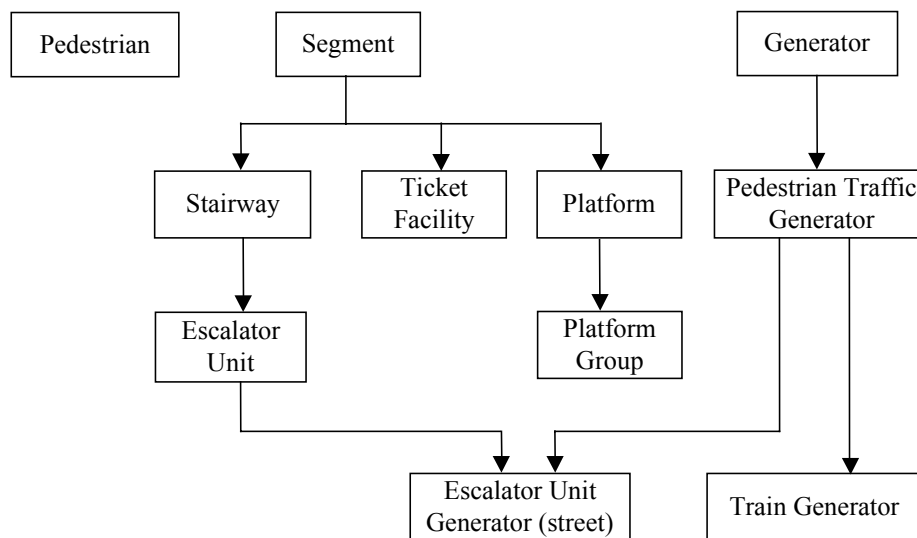 Pedestrian
Segment
Generator
Stairway
Ticket
Facility
Platform
Pedestrian Traffic
Generator
Escalator
Unit
Platform
Group
Escalator Unit
Generator (street)
Train Generator